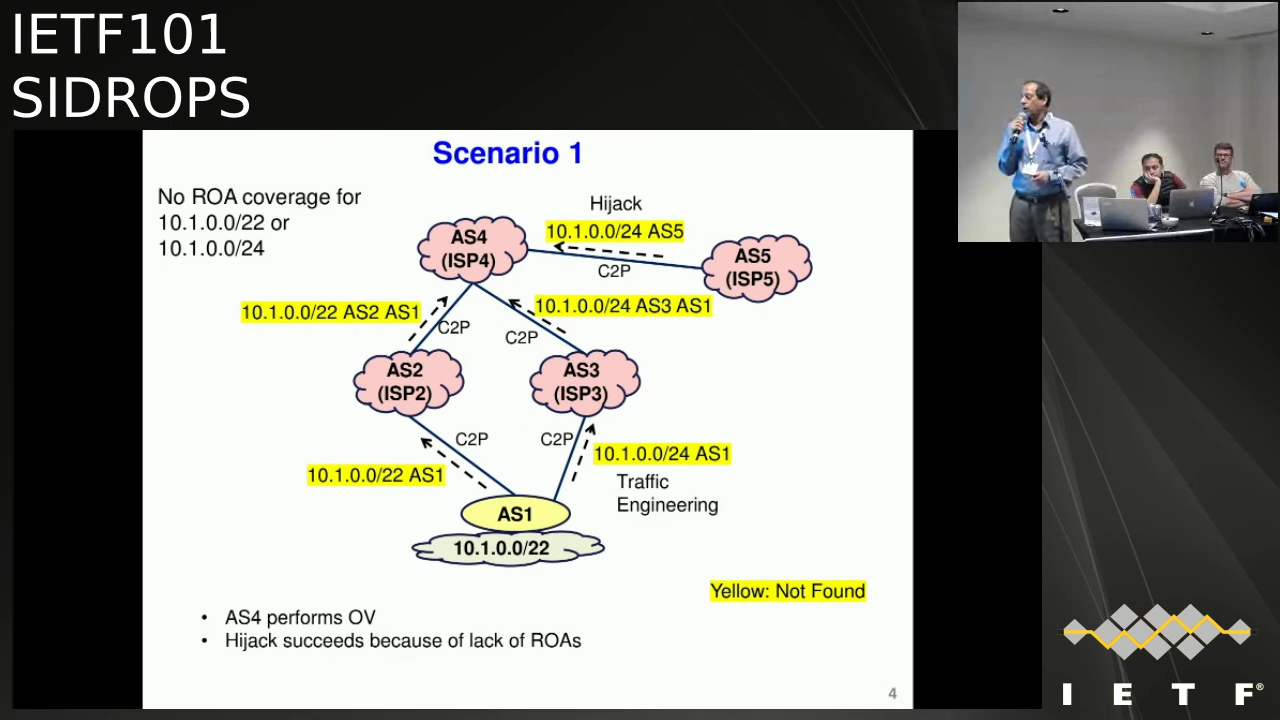 IETF101
SIDROPS
Scenario 1
No ROA coverage for
10.1.0.0/22 or
10.1.0.0/24
Hijack
10.1.0.0/24 AS5
AS4
(ISP4)
C2P
AS5
(ISP5)
10.1.0.0/22 AS2 AS1
C2P
10.1.0.0/24 AS3 AS1
C2P
AS2
(ISP2)
AS3
(ISP3)
C2P
C2P
10.1.0.0/22 AS1
10.1.0.0/24 AS1
Traffic
Engineering
AS1
10.1.0.0/22
Yellow: Not Found
• AS4 performs OV
• Hijack succeeds because of lack of ROAs
4
I E T F®